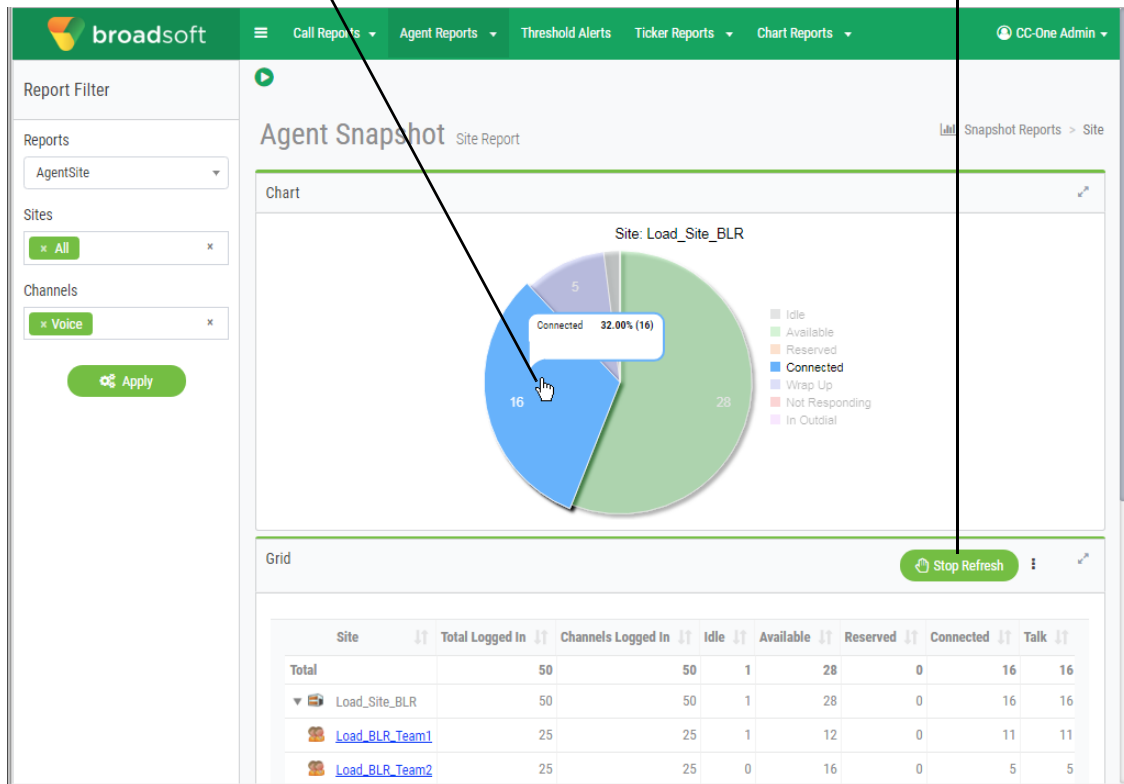 broadsoft
Call Reports Agent Reports Threshold Alerts Ticker Reports Chart Reports CC-One Admin
Report Filter
Reports
AgentSite
Sites
× All ×
Channels
× Voice ×
Apply
Agent Snapshot Site Report
Snapshot Reports > Site
Chart
Site: Load_Site_BLR
5
Connected 32.00% (16)
16
28
Idle
Available
Reserved
Connected
Wrap Up
Not Responding
In Outdial
Grid
Stop Refresh
Site Total Logged In Channels Logged In Idle Available Reserved Connected Talk
Total 50 50 1 28 0 16 16
Load_Site_BLR 50 50 1 28 0 16 16
Load_BLR_Team1 25 25 1 12 0 11 11
Load_BLR_Team2 25 25 0 16 0 5 5